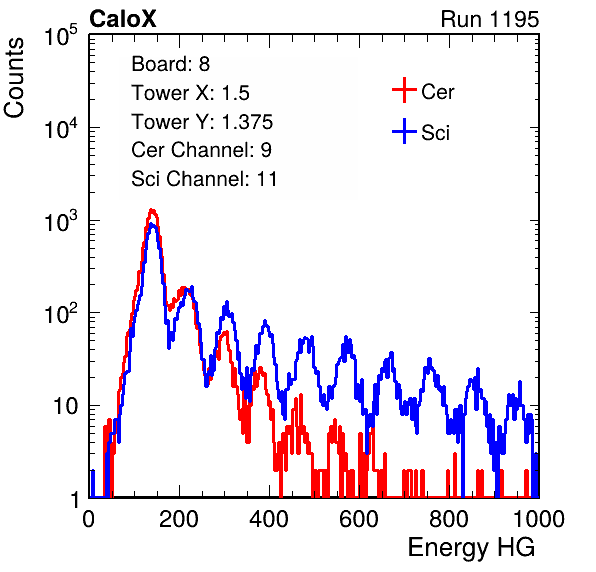 CaloX Run 1195
Counts
Board: 8
Tower X: 1.5
Tower Y: 1.375
Cer Channel: 9
Sci Channel: 11
Cer
Sci
10^5
10^4
10^3
10^2
10
1
0 200 400 600 800 1000
Energy HG